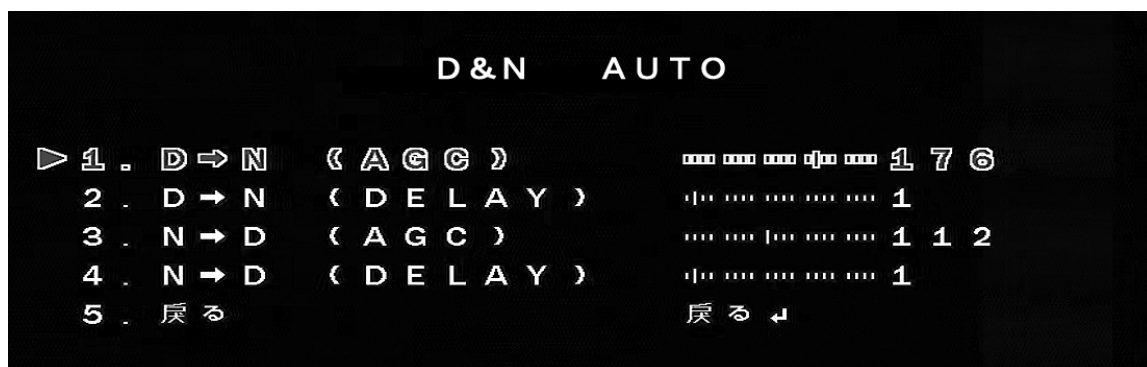 D&N AUTO
1. D⇨N (AGC) 176
2. D→N (DELAY) 1
3. N→D (AGC) 112
4. N→D (DELAY) 1
5. 戻る 戻る↵